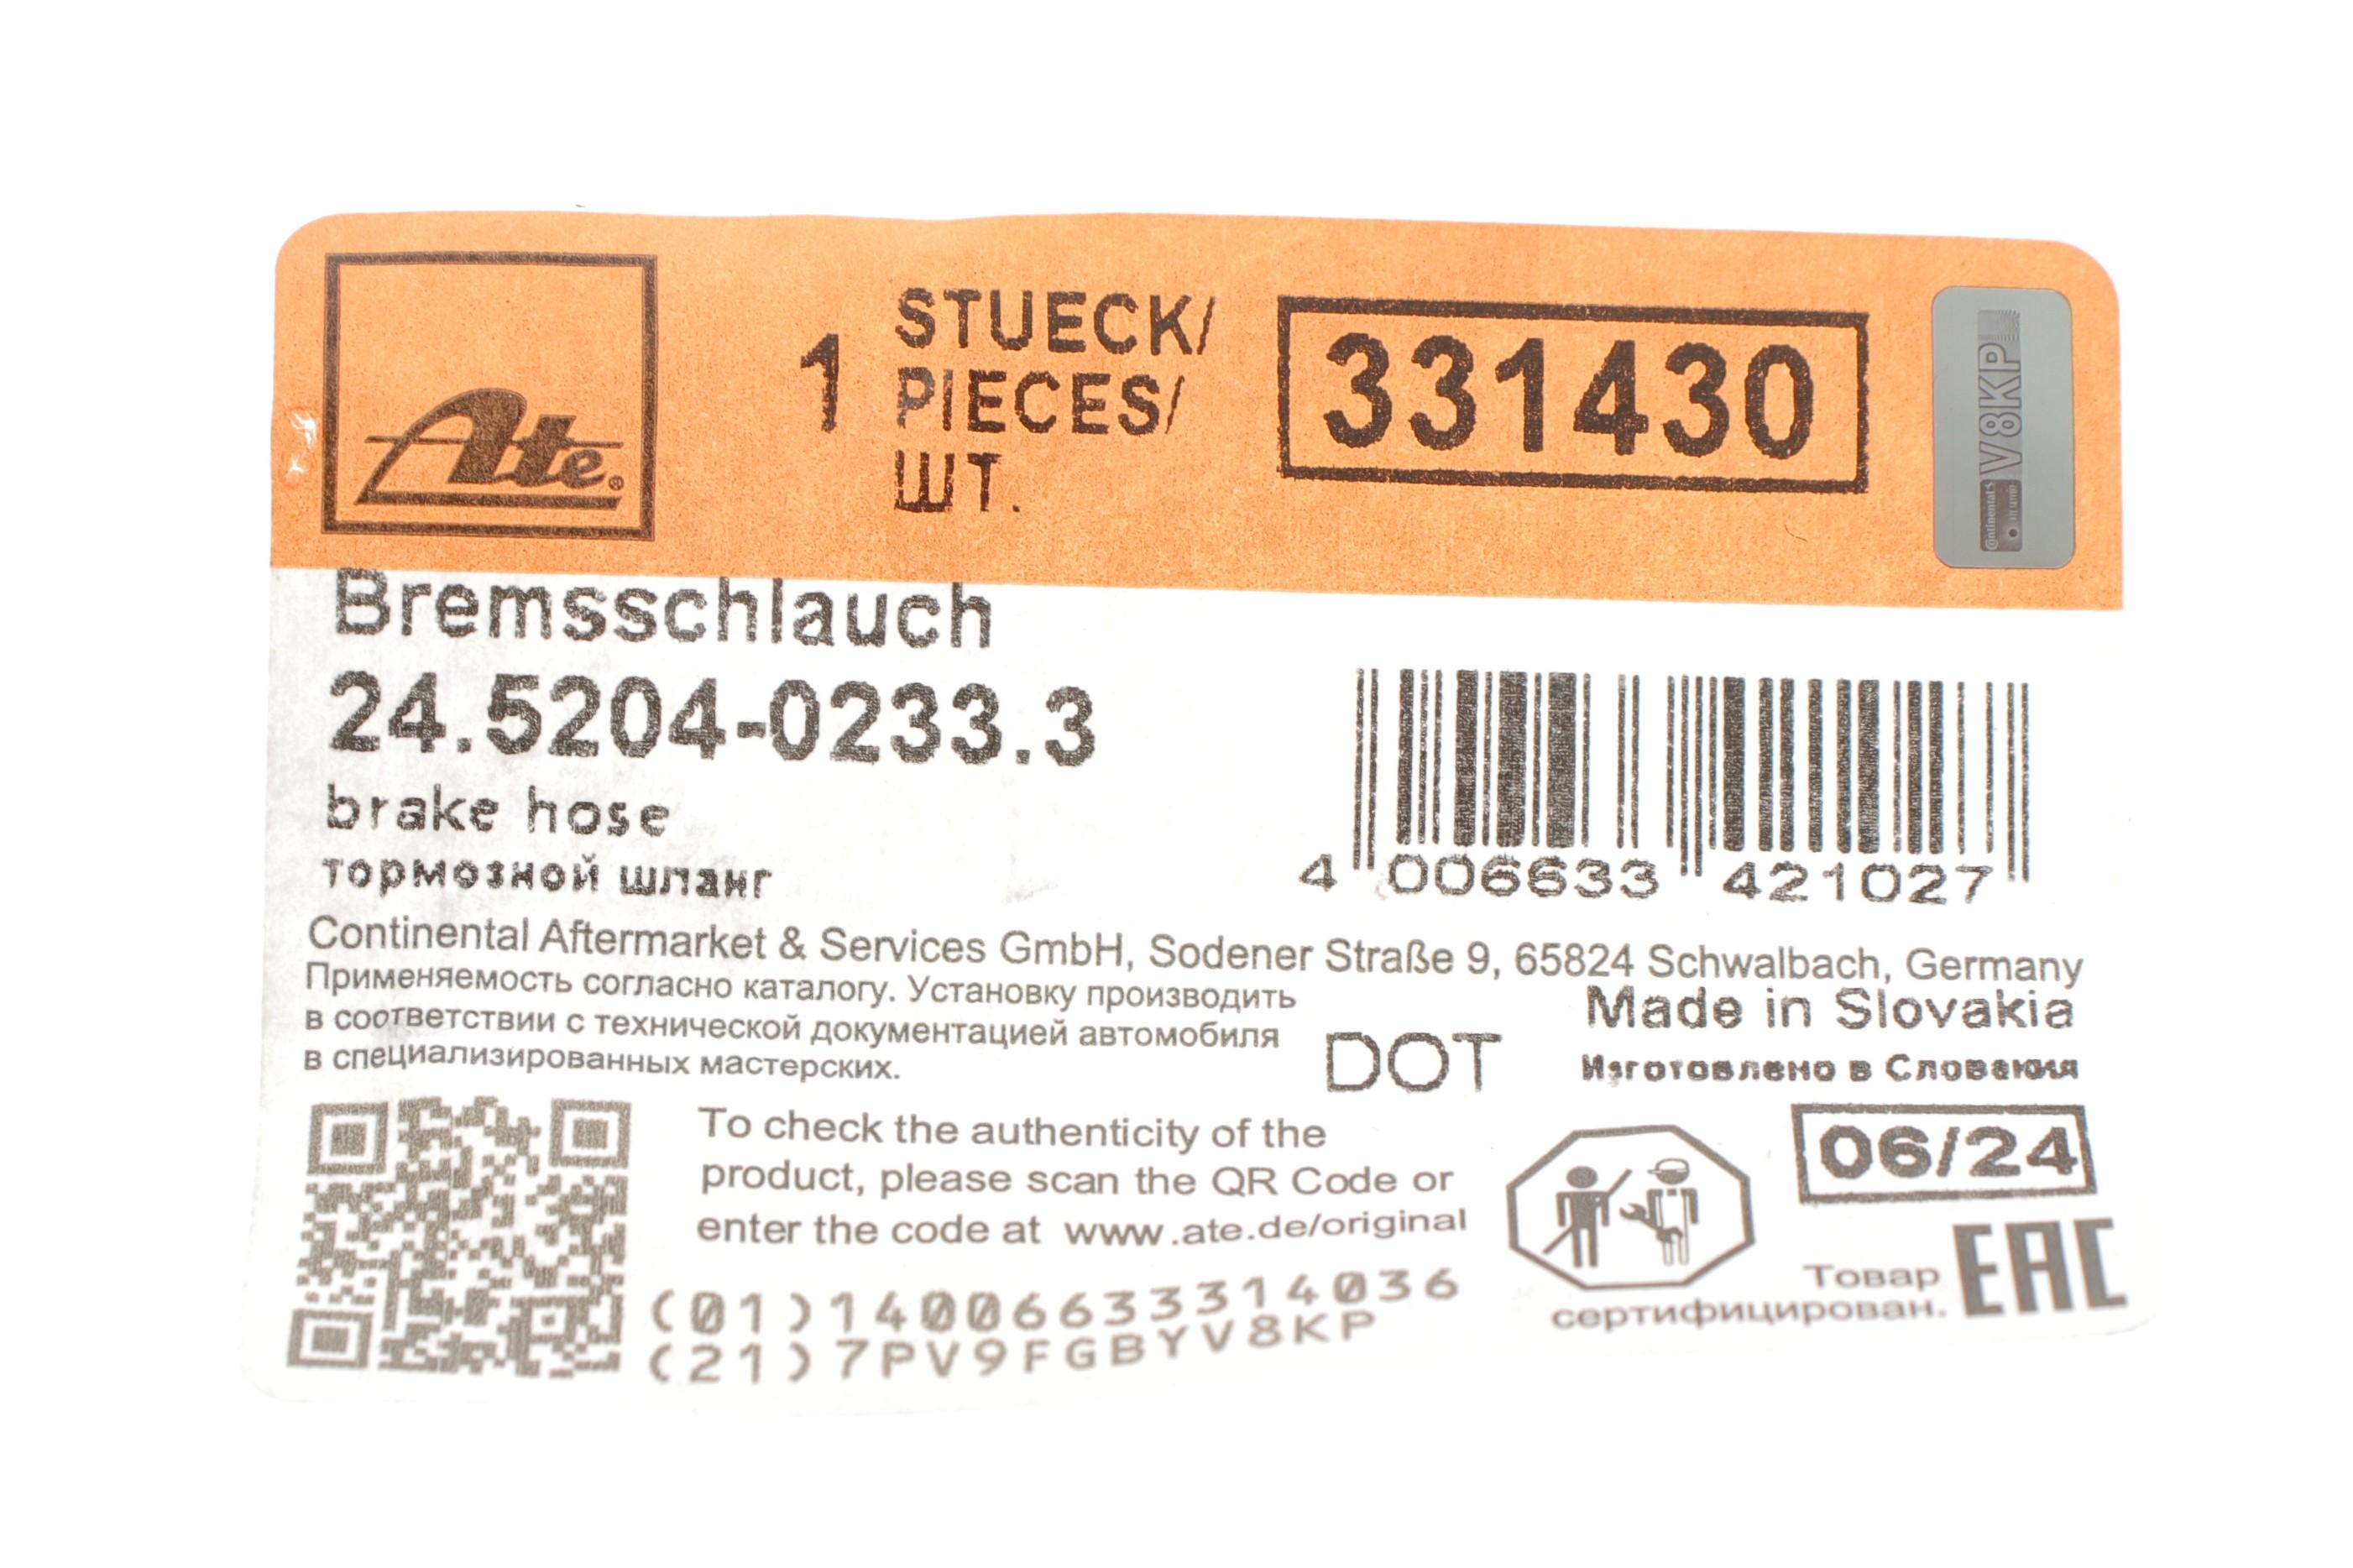 Ate®
1
STUECK/
PIECES/
ШТ.
331430
V8KP
Continental
Bremsschlauch
24.5204-0233.3
brake hose
тормозной шланг
4 006633 421027
Continental Aftermarket & Services GmbH, Sodener Straße 9, 65824 Schwalbach, Germany
Применяемость согласно каталогу. Установку производить
в соответствии с технической документацией автомобиля
в специализированных мастерских.
DOT
Made in Slovakia
Изготовлено в Словакия
06/24
To check the authenticity of the
product, please scan the QR Code or
enter the code at www.ate.de/original
(01)14006633314036
(21)7PV9FGBYV8KP
Товар
сертифицирован.
EAC